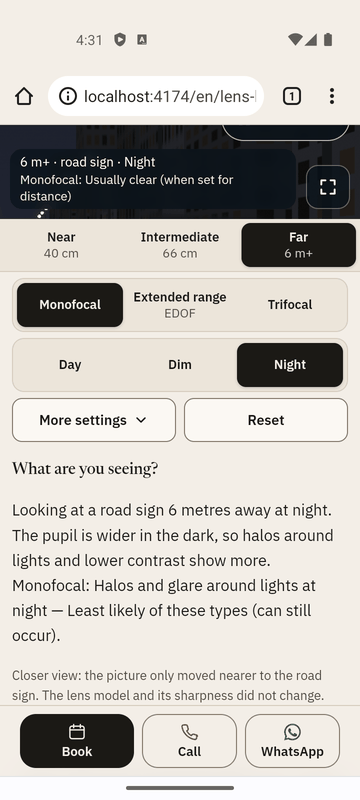 4:31
localhost:4174/en/lens-
1
6 m+ · road sign · Night
Monofocal: Usually clear (when set for
distance)
Near
40 cm
Intermediate
66 cm
Far
6 m+
Monofocal
Extended range
EDOF
Trifocal
Day
Dim
Night
More settings
Reset
What are you seeing?
Looking at a road sign 6 metres away at night.
The pupil is wider in the dark, so halos around
lights and lower contrast show more.
Monofocal: Halos and glare around lights at
night — Least likely of these types (can still
occur).
Closer view: the picture only moved nearer to the road
sign. The lens model and its sharpness did not change.
Book
Call
WhatsApp